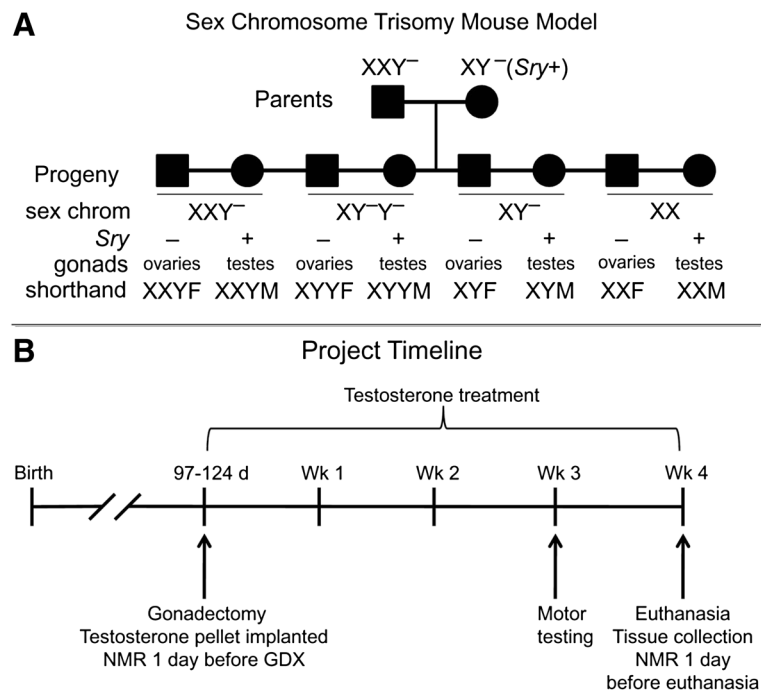 A
Sex Chromosome Trisomy Mouse Model
XXY– XY–(Sry+)
Parents
Progeny
sex chrom XXY– XY–Y– XY– XX
Sry – + – + – + – +
gonads ovaries testes ovaries testes ovaries testes ovaries testes
shorthand XXYF XXYM XYYF XYYM XYF XYM XXF XXM
B
Project Timeline
Testosterone treatment
Birth 97-124 d Wk 1 Wk 2 Wk 3 Wk 4
Gonadectomy
Testosterone pellet implanted
NMR 1 day before GDX
Motor
testing
Euthanasia
Tissue collection
NMR 1 day
before euthanasia